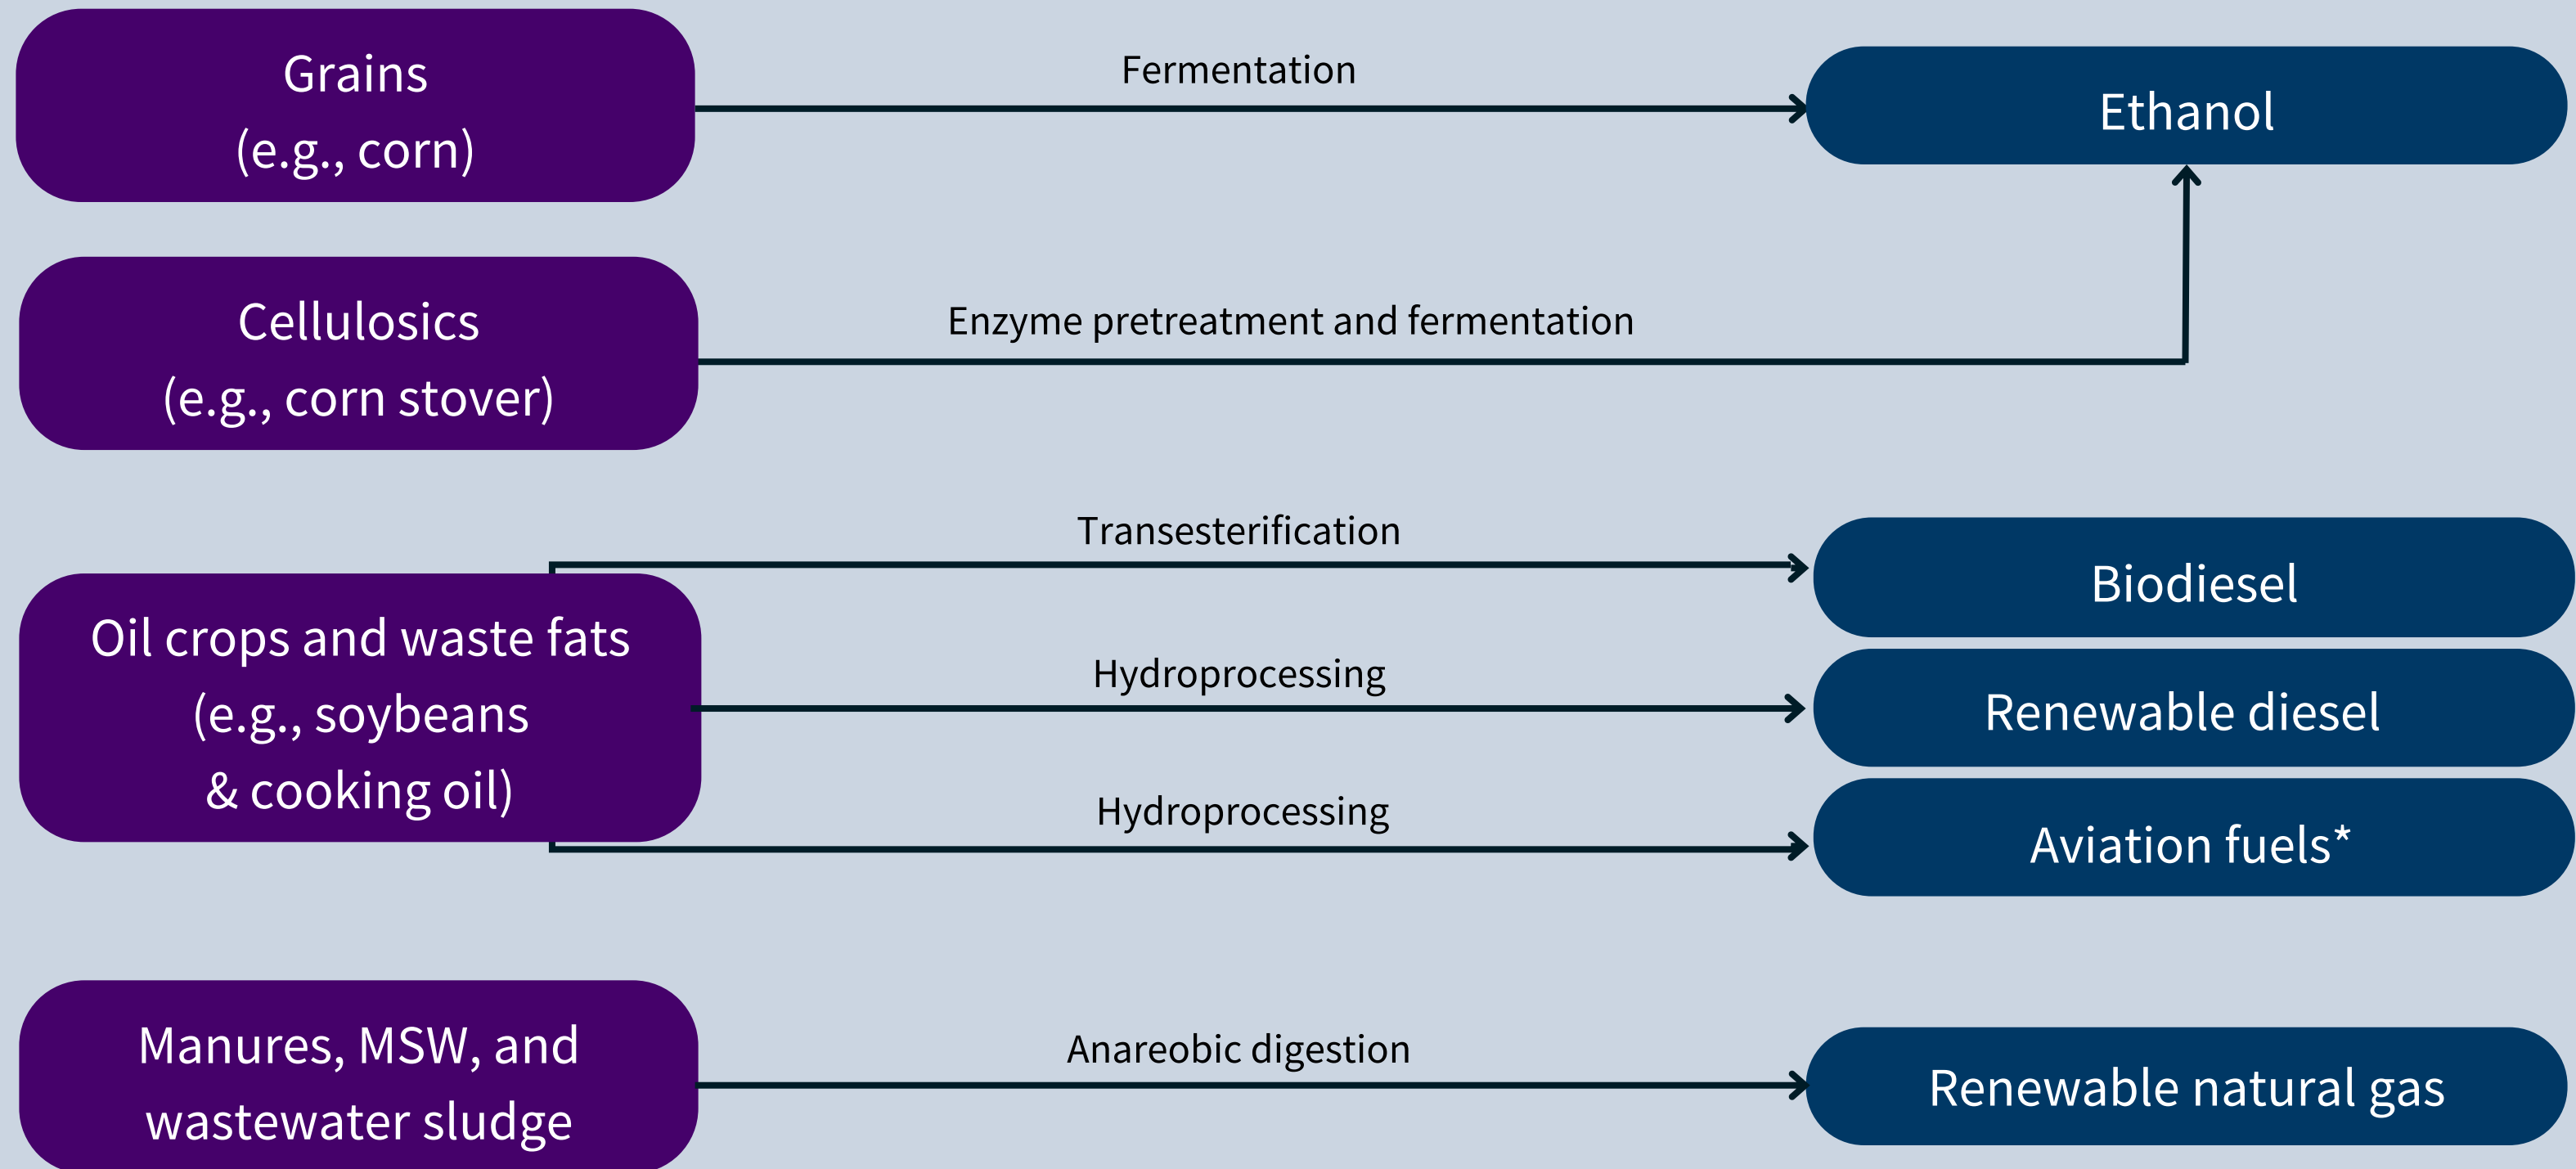 Grains
(e.g., corn)
Fermentation
Ethanol
Cellulosics
(e.g., corn stover)
Enzyme pretreatment and fermentation
Oil crops and waste fats
(e.g., soybeans
& cooking oil)
Transesterification
Biodiesel
Hydroprocessing
Renewable diesel
Hydroprocessing
Aviation fuels*
Manures, MSW, and
wastewater sludge
Anareobic digestion
Renewable natural gas